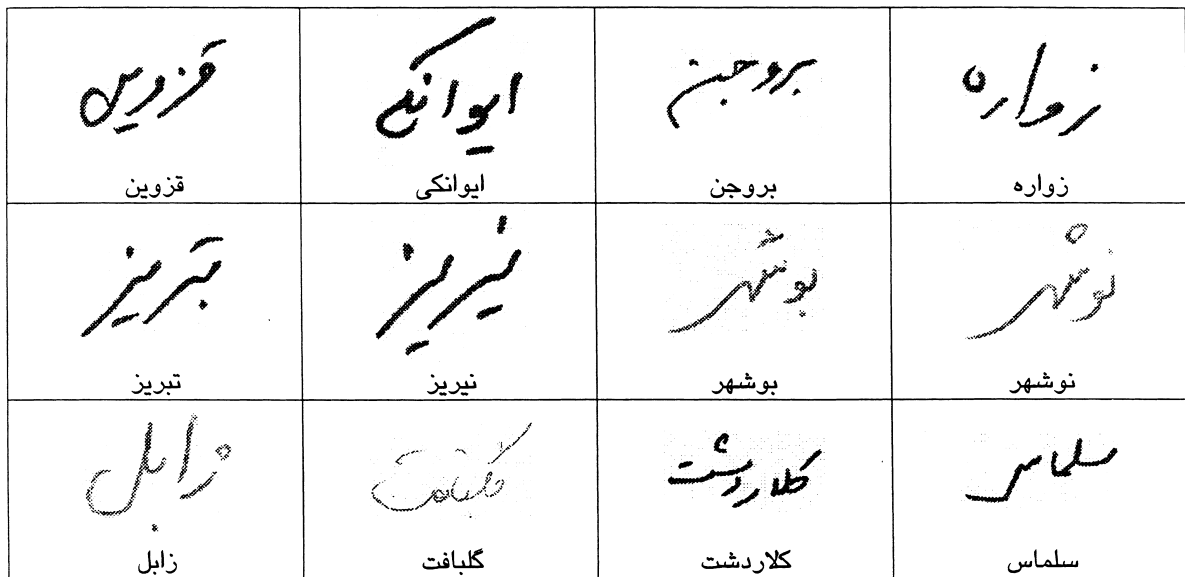 زواره بروجن ایوانکی قزوین
زواره بروجن ایوانکی قزوین
نوشهر بوشهر نیریز تبریز
نوشهر بوشهر نیریز تبریز
سلماس کلاردشت گلبافت زابل
سلماس کلاردشت گلبافت زابل